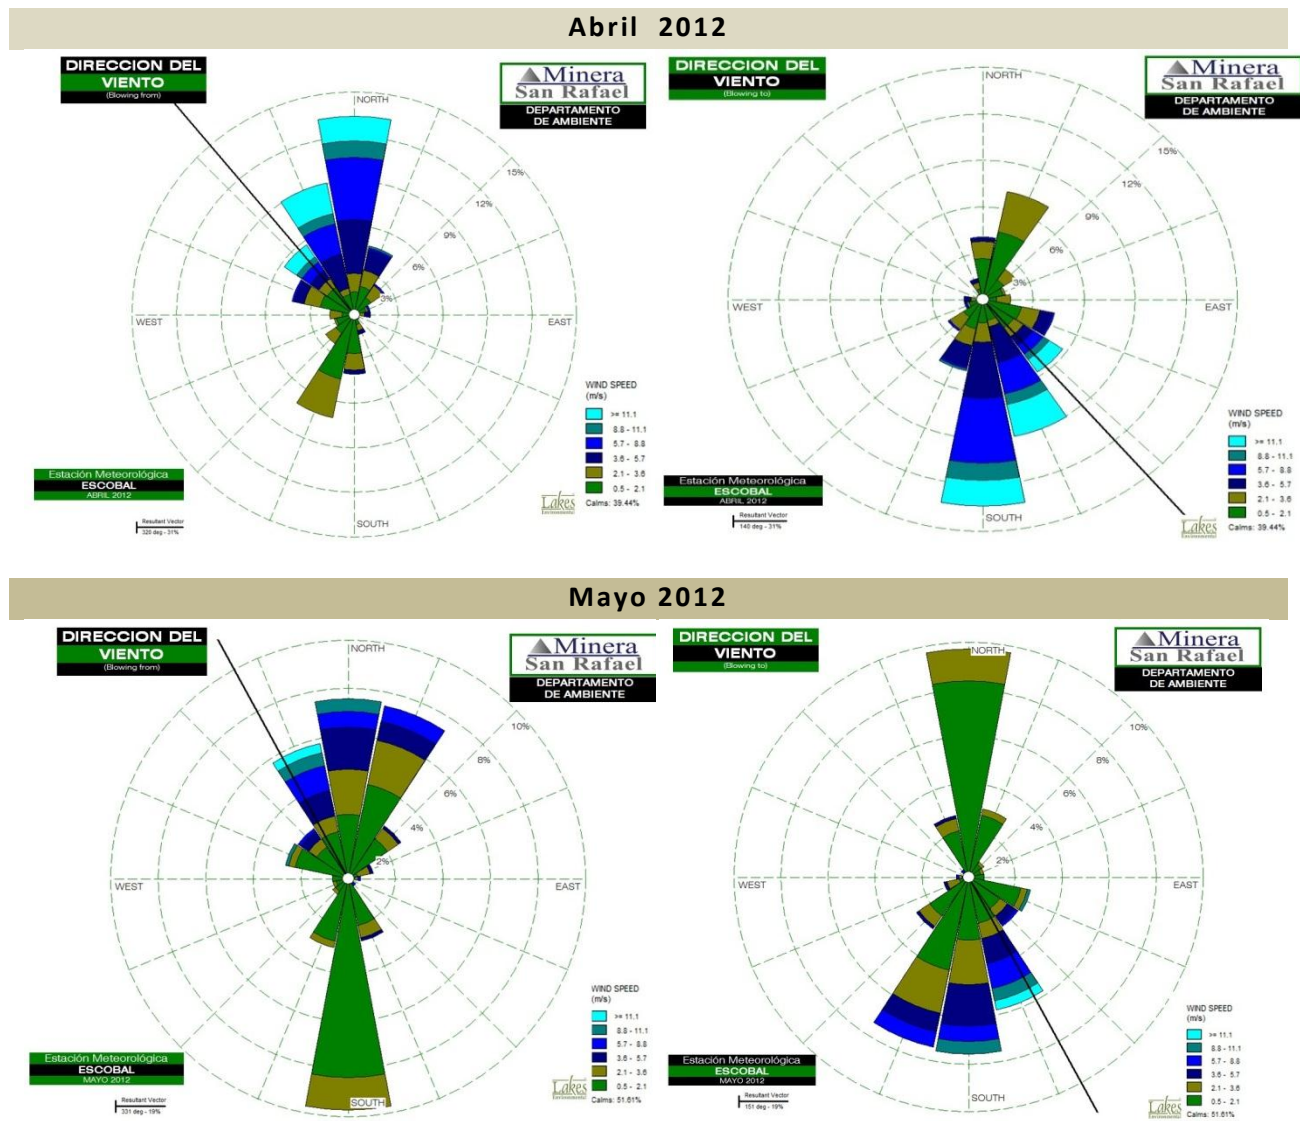 Abril 2012
DIRECCION DEL
VIENTO
(Blowing from)
Minera
San Rafael
DEPARTAMENTO
DE AMBIENTE
NORTH
15%
12%
9%
6%
3%
WEST
EAST
SOUTH
WIND SPEED
(m/s)
>= 11.1
8.8 - 11.1
5.7 - 8.8
3.6 - 5.7
2.1 - 3.6
0.5 - 2.1
Calms: 39.44%
Estación Meteorológica
ESCOBAL
ABRIL 2012
Resultant Vector
320 deg - 31%
Lakes
Environmental
DIRECCION DEL
VIENTO
(Blowing to)
Minera
San Rafael
DEPARTAMENTO
DE AMBIENTE
NORTH
15%
12%
9%
6%
3%
WEST
EAST
SOUTH
WIND SPEED
(m/s)
>= 11.1
8.8 - 11.1
5.7 - 8.8
3.6 - 5.7
2.1 - 3.6
0.5 - 2.1
Calms: 39.44%
Estación Meteorológica
ESCOBAL
ABRIL 2012
Resultant Vector
140 deg - 31%
Lakes
Environmental
Mayo 2012
DIRECCION DEL
VIENTO
(Blowing from)
Minera
San Rafael
DEPARTAMENTO
DE AMBIENTE
NORTH
10%
8%
6%
4%
2%
WEST
EAST
SOUTH
WIND SPEED
(m/s)
>= 11.1
8.8 - 11.1
5.7 - 8.8
3.6 - 5.7
2.1 - 3.6
0.5 - 2.1
Calms: 51.61%
Estación Meteorológica
ESCOBAL
MAYO 2012
Resultant Vector
331 deg - 19%
Lakes
Environmental
DIRECCION DEL
VIENTO
(Blowing to)
Minera
San Rafael
DEPARTAMENTO
DE AMBIENTE
NORTH
10%
8%
6%
4%
2%
WEST
EAST
SOUTH
WIND SPEED
(m/s)
>= 11.1
8.8 - 11.1
5.7 - 8.8
3.6 - 5.7
2.1 - 3.6
0.5 - 2.1
Calms: 51.61%
Estación Meteorológica
ESCOBAL
MAYO 2012
Resultant Vector
151 deg - 19%
Lakes
Environmental